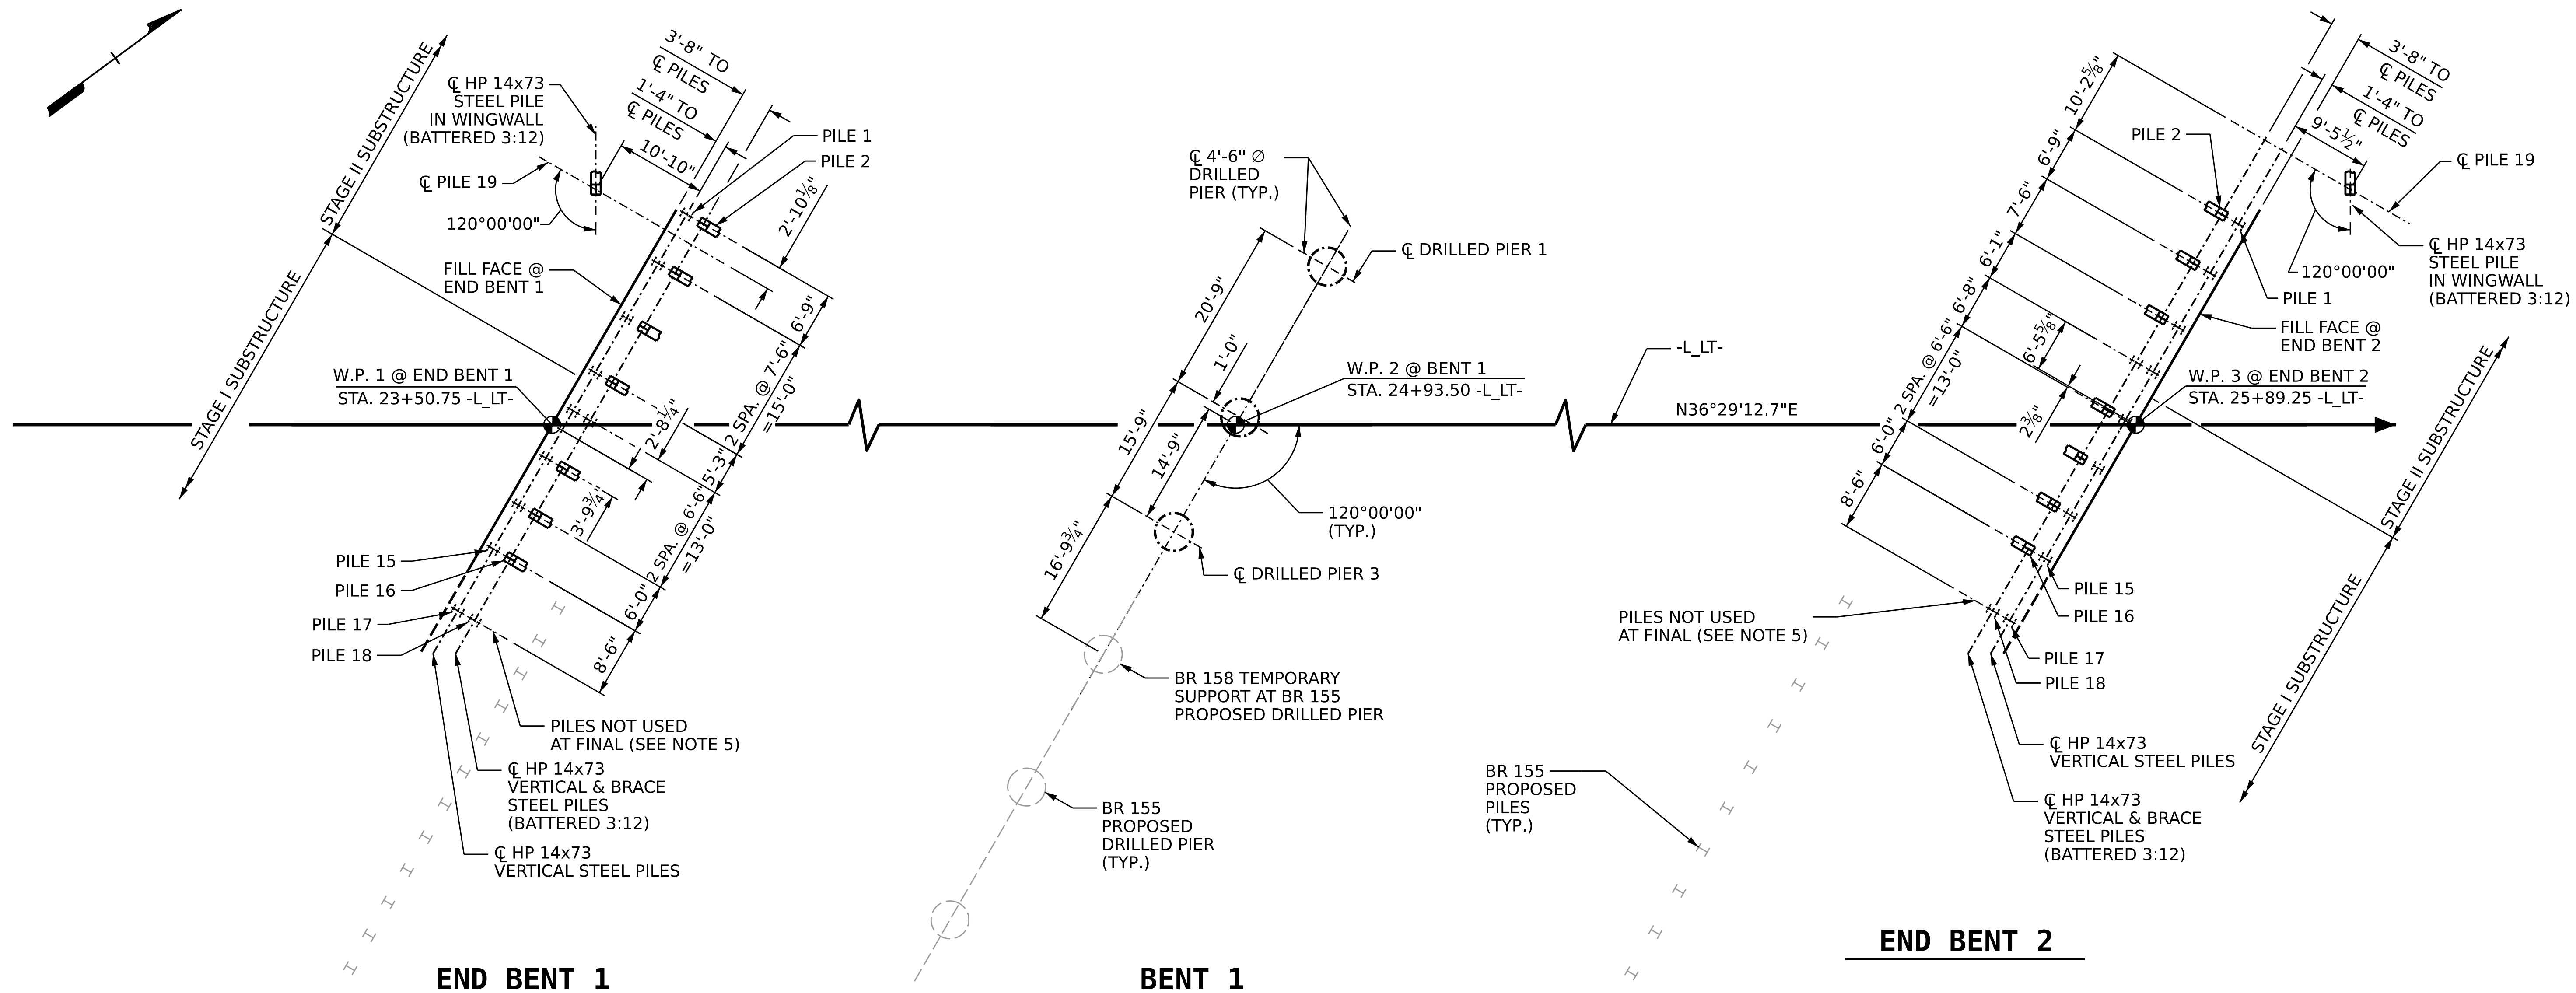 STAGE II SUBSTRUCTURE
STAGE I SUBSTRUCTURE
℄ HP 14x73
STEEL PILE
IN WINGWALL
(BATTERED 3:12)
℄ PILE 19
120°00'00"
3'-8" TO
℄ PILES
1'-4" TO
℄ PILES
10'-10"
PILE 1
PILE 2
2'-10⅛"
FILL FACE @
END BENT 1
W.P. 1 @ END BENT 1
STA. 23+50.75 -L_LT-
6'-9"
2 SPA. @ 7'-6"
=15'-0"
2'-8¼"
5'-3"
3'-9¾"
2 SPA. @ 6'-6"
=13'-0"
6'-0"
8'-6"
PILE 15
PILE 16
PILE 17
PILE 18
PILES NOT USED
AT FINAL (SEE NOTE 5)
℄ HP 14x73
VERTICAL & BRACE
STEEL PILES
(BATTERED 3:12)
℄ HP 14x73
VERTICAL STEEL PILES
END BENT 1
℄ 4'-6" ∅
DRILLED
PIER (TYP.)
℄ DRILLED PIER 1
20'-9"
1'-0"
W.P. 2 @ BENT 1
STA. 24+93.50 -L_LT-
15'-9"
14'-9"
120°00'00"
(TYP.)
℄ DRILLED PIER 3
16'-9¾"
BR 158 TEMPORARY
SUPPORT AT BR 155
PROPOSED DRILLED PIER
BR 155
PROPOSED
DRILLED PIER
(TYP.)
BENT 1
-L_LT-
N36°29'12.7"E
10'-2⅝"
6'-9"
7'-6"
6'-1"
6'-8"
2 SPA. @ 6'-6"
=13'-0"
6'-0"
8'-6"
6'-5⅝"
2⅜"
PILE 2
3'-8" TO
℄ PILES
1'-4" TO
℄ PILES
9'-5½"
℄ PILE 19
℄ HP 14x73
STEEL PILE
IN WINGWALL
(BATTERED 3:12)
120°00'00"
PILE 1
FILL FACE @
END BENT 2
W.P. 3 @ END BENT 2
STA. 25+89.25 -L_LT-
STAGE II SUBSTRUCTURE
STAGE I SUBSTRUCTURE
PILES NOT USED
AT FINAL (SEE NOTE 5)
PILE 15
PILE 16
PILE 17
PILE 18
℄ HP 14x73
VERTICAL STEEL PILES
℄ HP 14x73
VERTICAL & BRACE
STEEL PILES
(BATTERED 3:12)
BR 155
PROPOSED
PILES
(TYP.)
END BENT 2